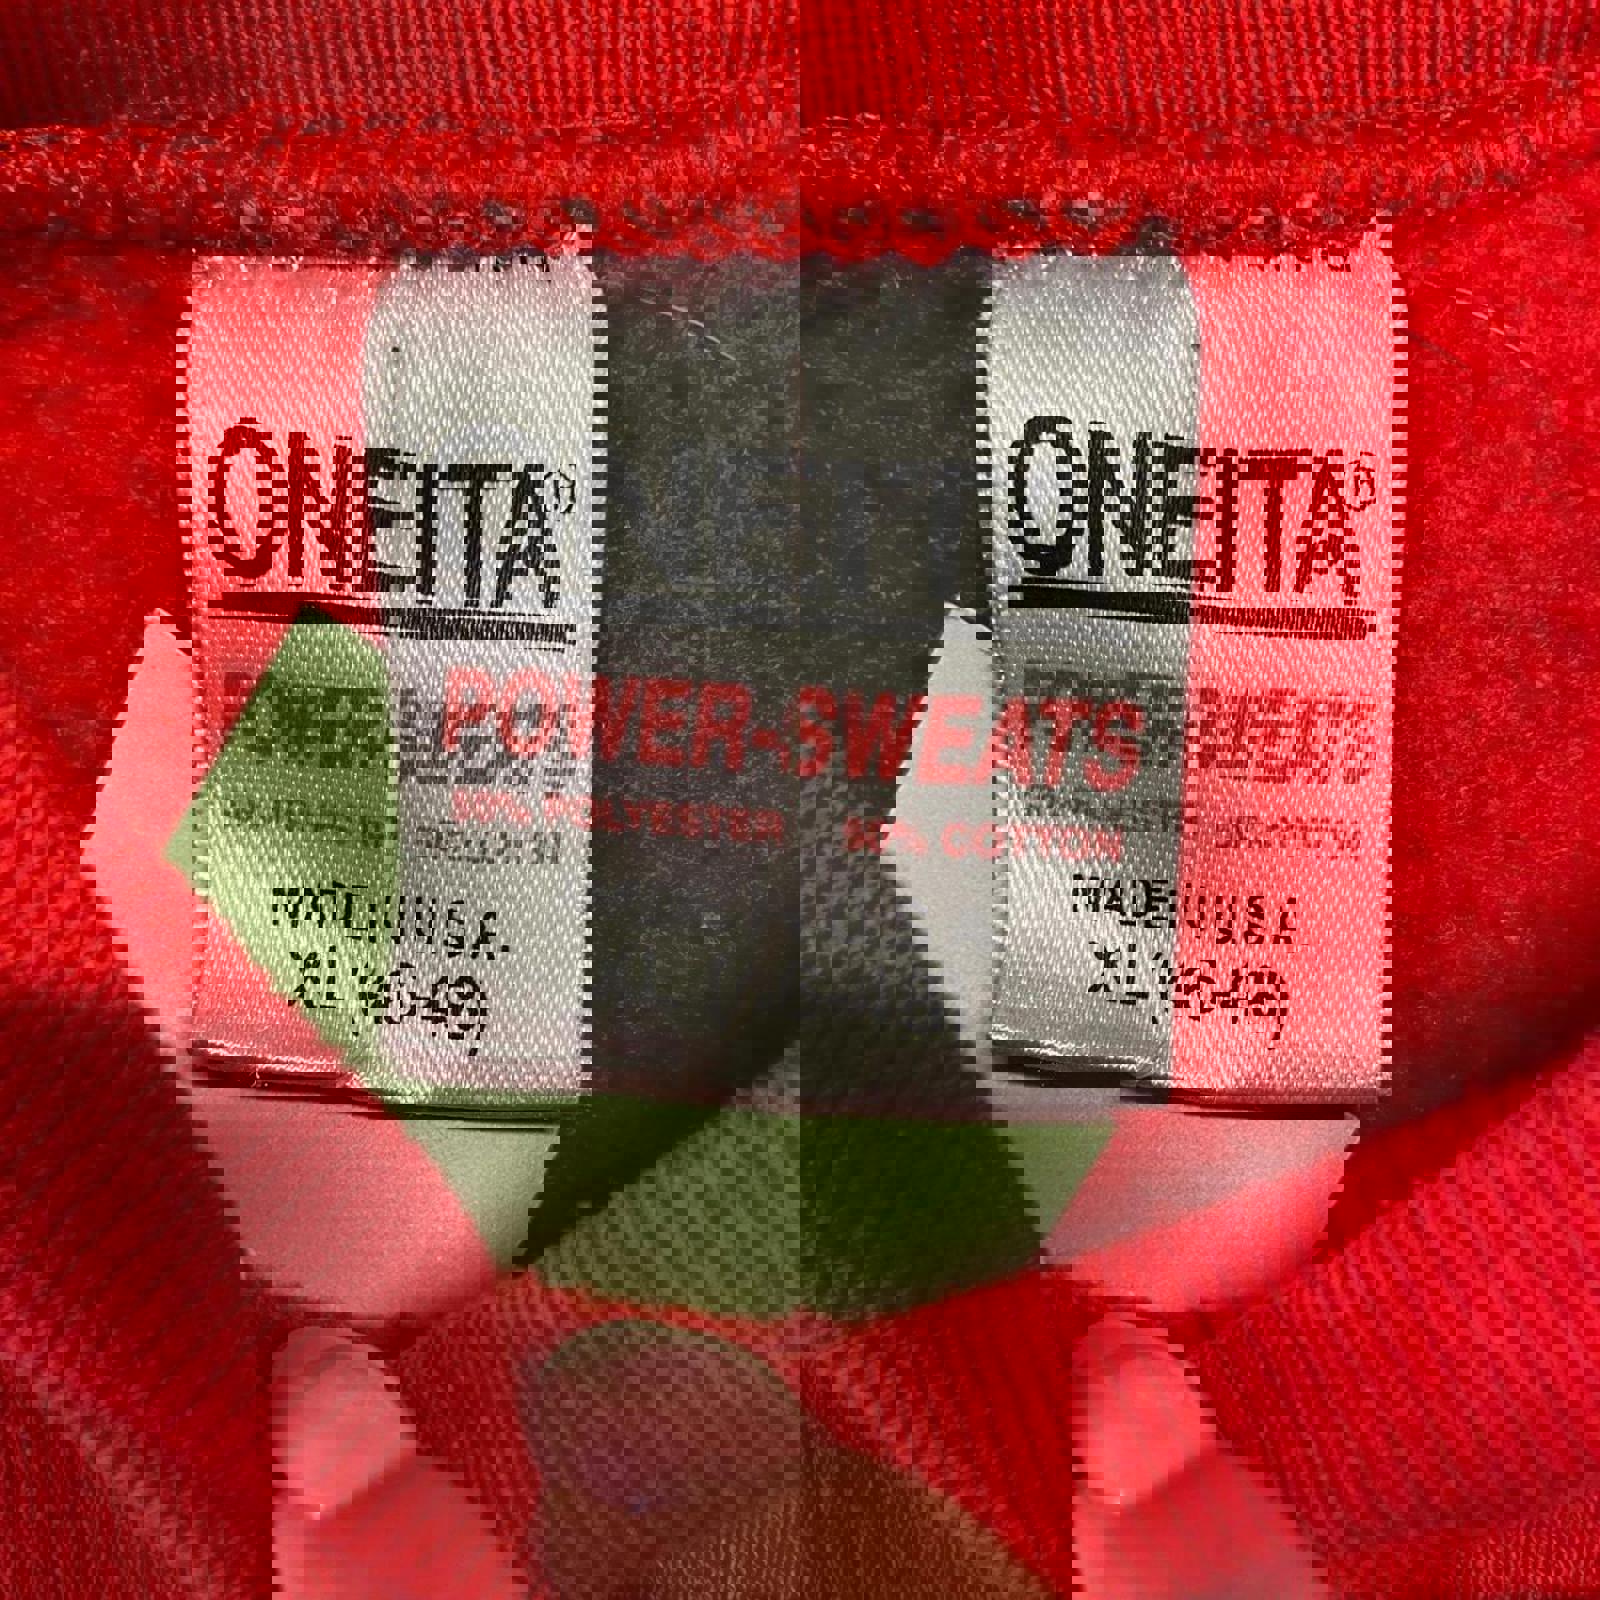 ONEITA® ONEITA®
POWER-SWEATS
50% POLYESTER 50% COTTON
MADE IN U.S.A. MADE IN U.S.A.
XL (46-48) XL (46-48)